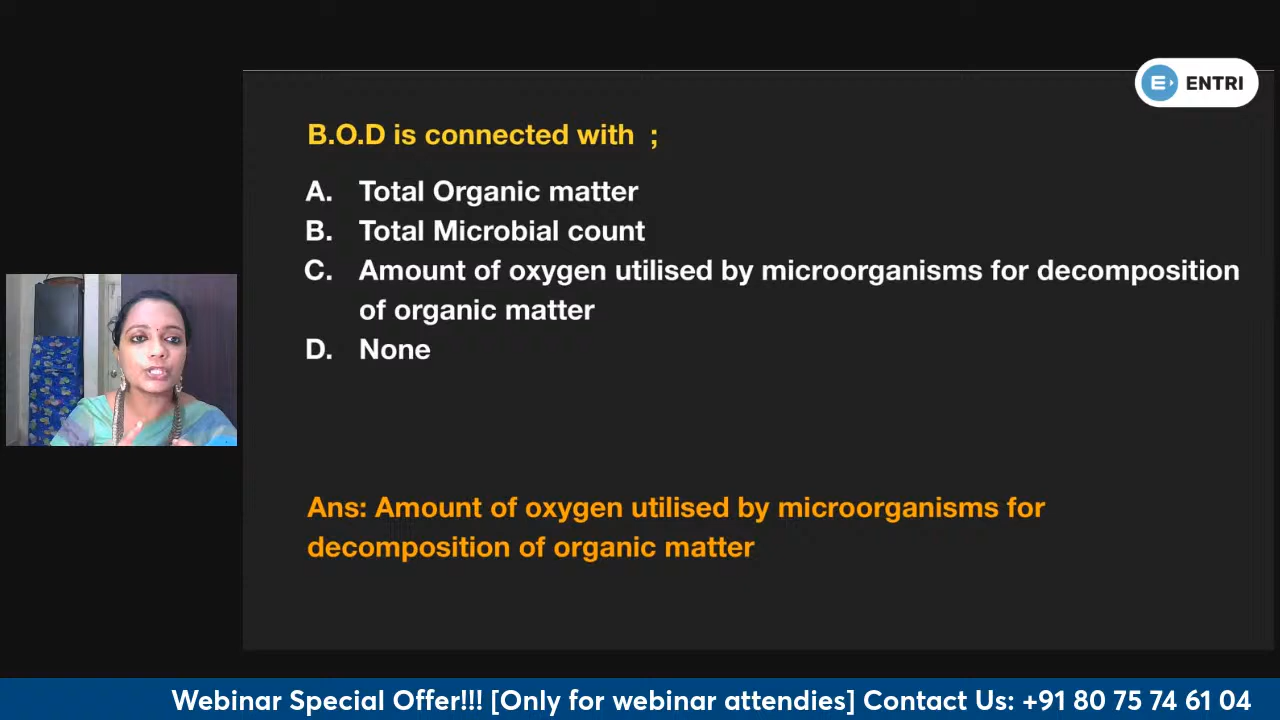 ENTRI
B.O.D is connected with ;
A. Total Organic matter
B. Total Microbial count
C. Amount of oxygen utilised by microorganisms for decomposition
of organic matter
D. None
Ans: Amount of oxygen utilised by microorganisms for
decomposition of organic matter
Webinar Special Offer!!! [Only for webinar attendies] Contact Us: +91 80 75 74 61 04